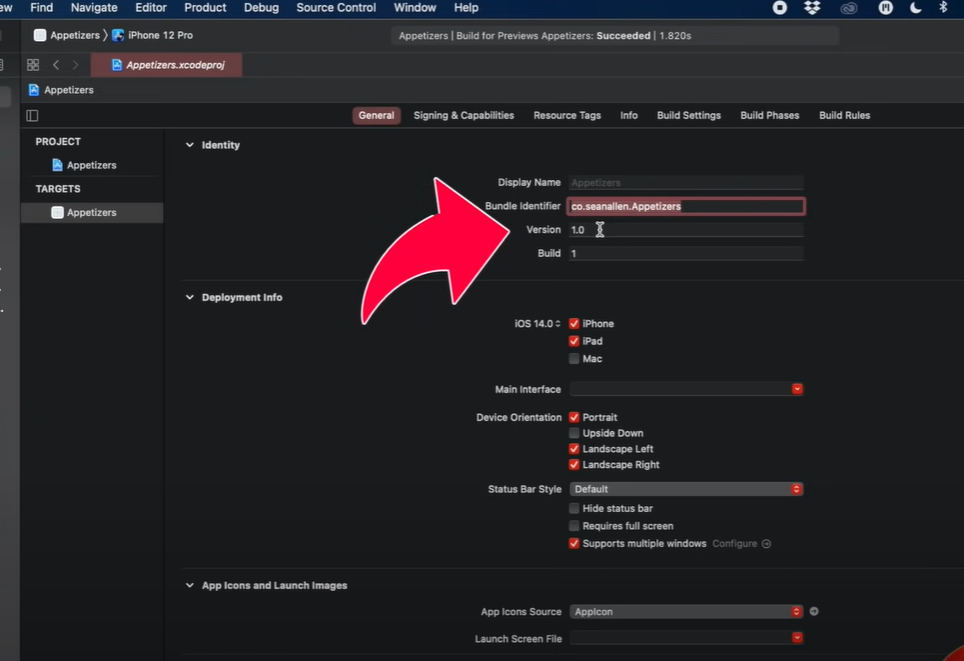 Find Navigate Editor Product Debug Source Control Window Help
Appetizers 〉 iPhone 12 Pro
Appetizers | Build for Previews Appetizers: Succeeded | 1.820s
Appetizers.xcodeproj
Appetizers
General Signing & Capabilities Resource Tags Info Build Settings Build Phases Build Rules
PROJECT
Appetizers
TARGETS
Appetizers
Identity
Display Name Appetizers
Bundle Identifier co.seanallen.Appetizers
Version 1.0
Build 1
Deployment Info
iOS 14.0 iPhone
iPad
Mac
Main Interface
Device Orientation Portrait
Upside Down
Landscape Left
Landscape Right
Status Bar Style Default
Hide status bar
Requires full screen
Supports multiple windows Configure
App Icons and Launch Images
App Icons Source AppIcon
Launch Screen File